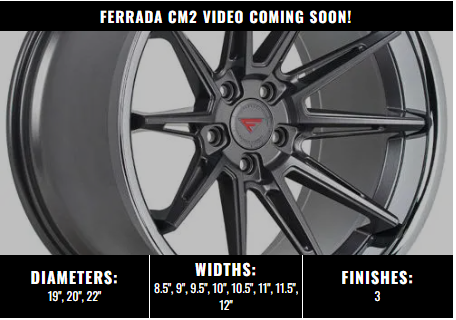 FERRADA CM2 VIDEO COMING SOON!
DIAMETERS:
19", 20", 22"
WIDTHS:
8.5", 9", 9.5", 10", 10.5", 11", 11.5",
12"
FINISHES:
3